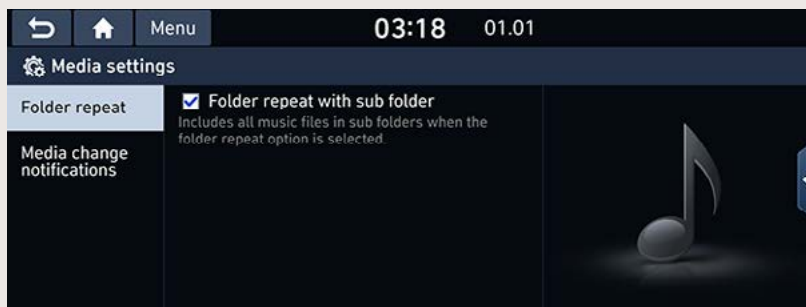 Menu 03:18 01.01
Media settings
Folder repeat
Folder repeat with sub folder
Includes all music files in sub folders when the
folder repeat option is selected.
Media change
notifications